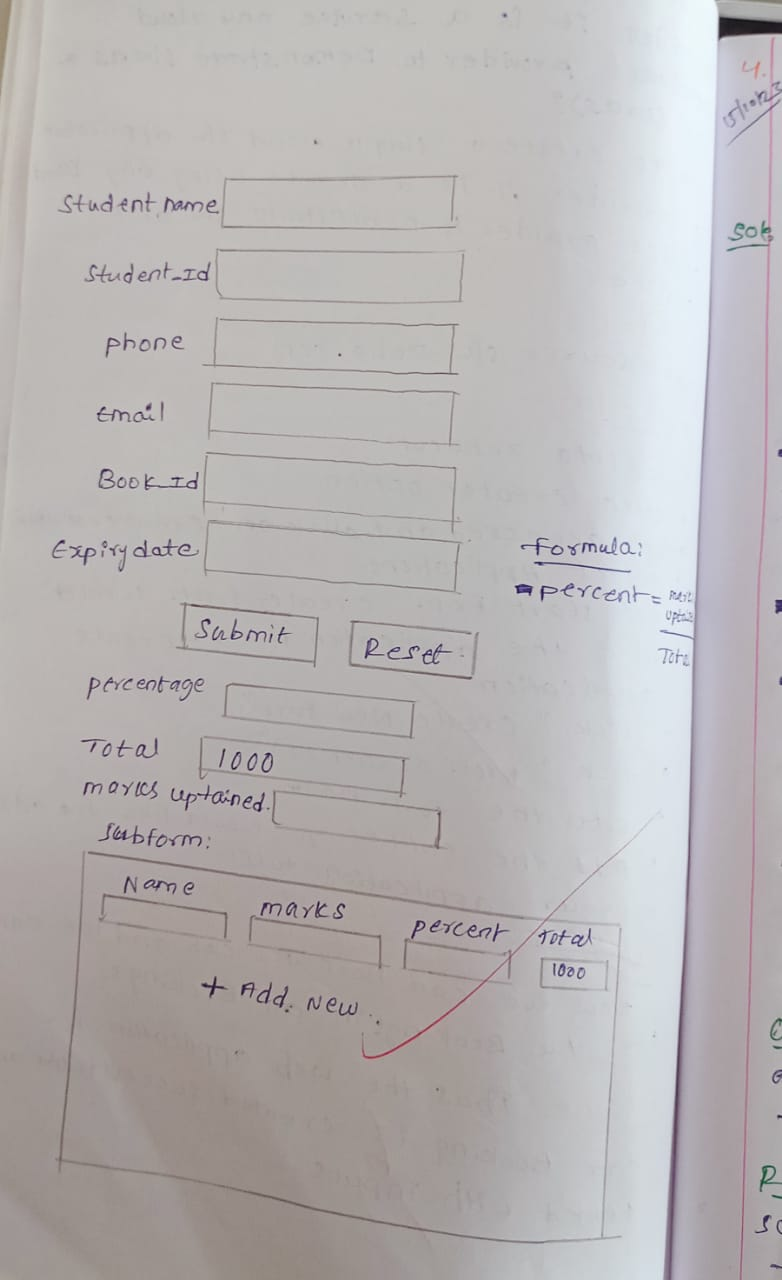 Student name
Student_Id
phone
Email
Book_Id
Expiry date
Submit
Reset
formula:
percent =
Total
percentage
Total 1000
marks uptained.
subform:
Name marks percent Total
1000
+ Add. New..
4.
SOL